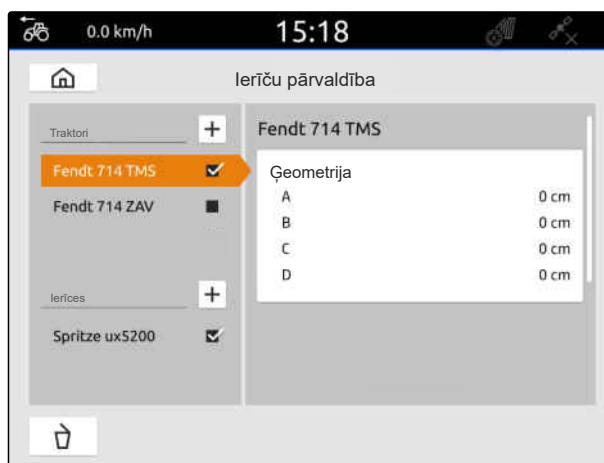 0.0 km/h 15:18
Ierīču pārvaldība
Traktori
Fendt 714 TMS
Fendt 714 ZAV
Ierīces
Spritze ux5200
Fendt 714 TMS
Ģeometrija
A 0 cm
B 0 cm
C 0 cm
D 0 cm